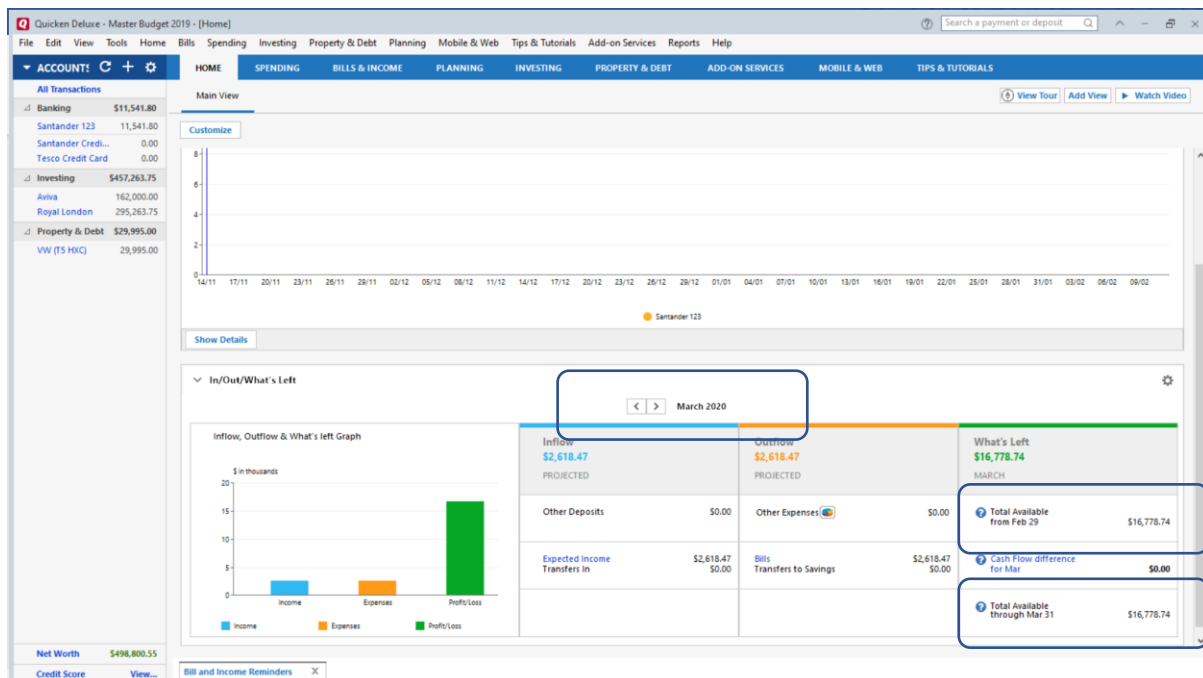 Quicken Deluxe - Master Budget 2019 - [Home]
Search a payment or deposit
File Edit View Tools Home Bills Spending Investing Property & Debt Planning Mobile & Web Tips & Tutorials Add-on Services Reports Help
ACCOUNTS
HOME SPENDING BILLS & INCOME PLANNING INVESTING PROPERTY & DEBT ADD-ON SERVICES MOBILE & WEB TIPS & TUTORIALS
All Transactions
Banking $11,541.80
Santander 123 11,541.80
Santander Credi... 0.00
Tesco Credit Card 0.00
Investing $457,263.75
Aviva 162,000.00
Royal London 295,263.75
Property & Debt $29,995.00
VW (T5 HXC) 29,995.00
Net Worth $498,800.55
Credit Score View...
Main View
View Tour Add View Watch Video
Customize
8
6
4
2
0
14/11 17/11 20/11 23/11 26/11 29/11 02/12 05/12 08/12 11/12 14/12 17/12 20/12 23/12 26/12 29/12 01/01 04/01 07/01 10/01 13/01 16/01 19/01 22/01 25/01 28/01 31/01 03/02 06/02 09/02
Santander 123
Show Details
In/Out/What's Left
March 2020
Inflow, Outflow & What's left Graph
$ in thousands
20
15
10
5
0
Income Expenses Profit/Loss
Income Expenses Profit/Loss
Inflow
$2,618.47
PROJECTED
Other Deposits $0.00
Expected Income $2,618.47
Transfers In $0.00
Outflow
$2,618.47
PROJECTED
Other Expenses $0.00
Bills $2,618.47
Transfers to Savings $0.00
What's Left
$16,778.74
MARCH
Total Available
from Feb 29 $16,778.74
Cash Flow difference
for Mar $0.00
Total Available
through Mar 31 $16,778.74
Bill and Income Reminders X